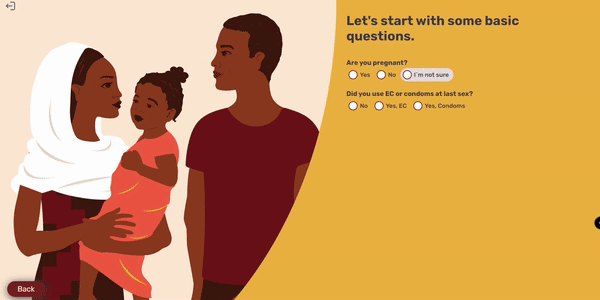 Let's start with some basic
questions.
Are you pregnant?
Yes No I'm not sure
Did you use EC or condoms at last sex?
No Yes, EC Yes, Condoms
Back